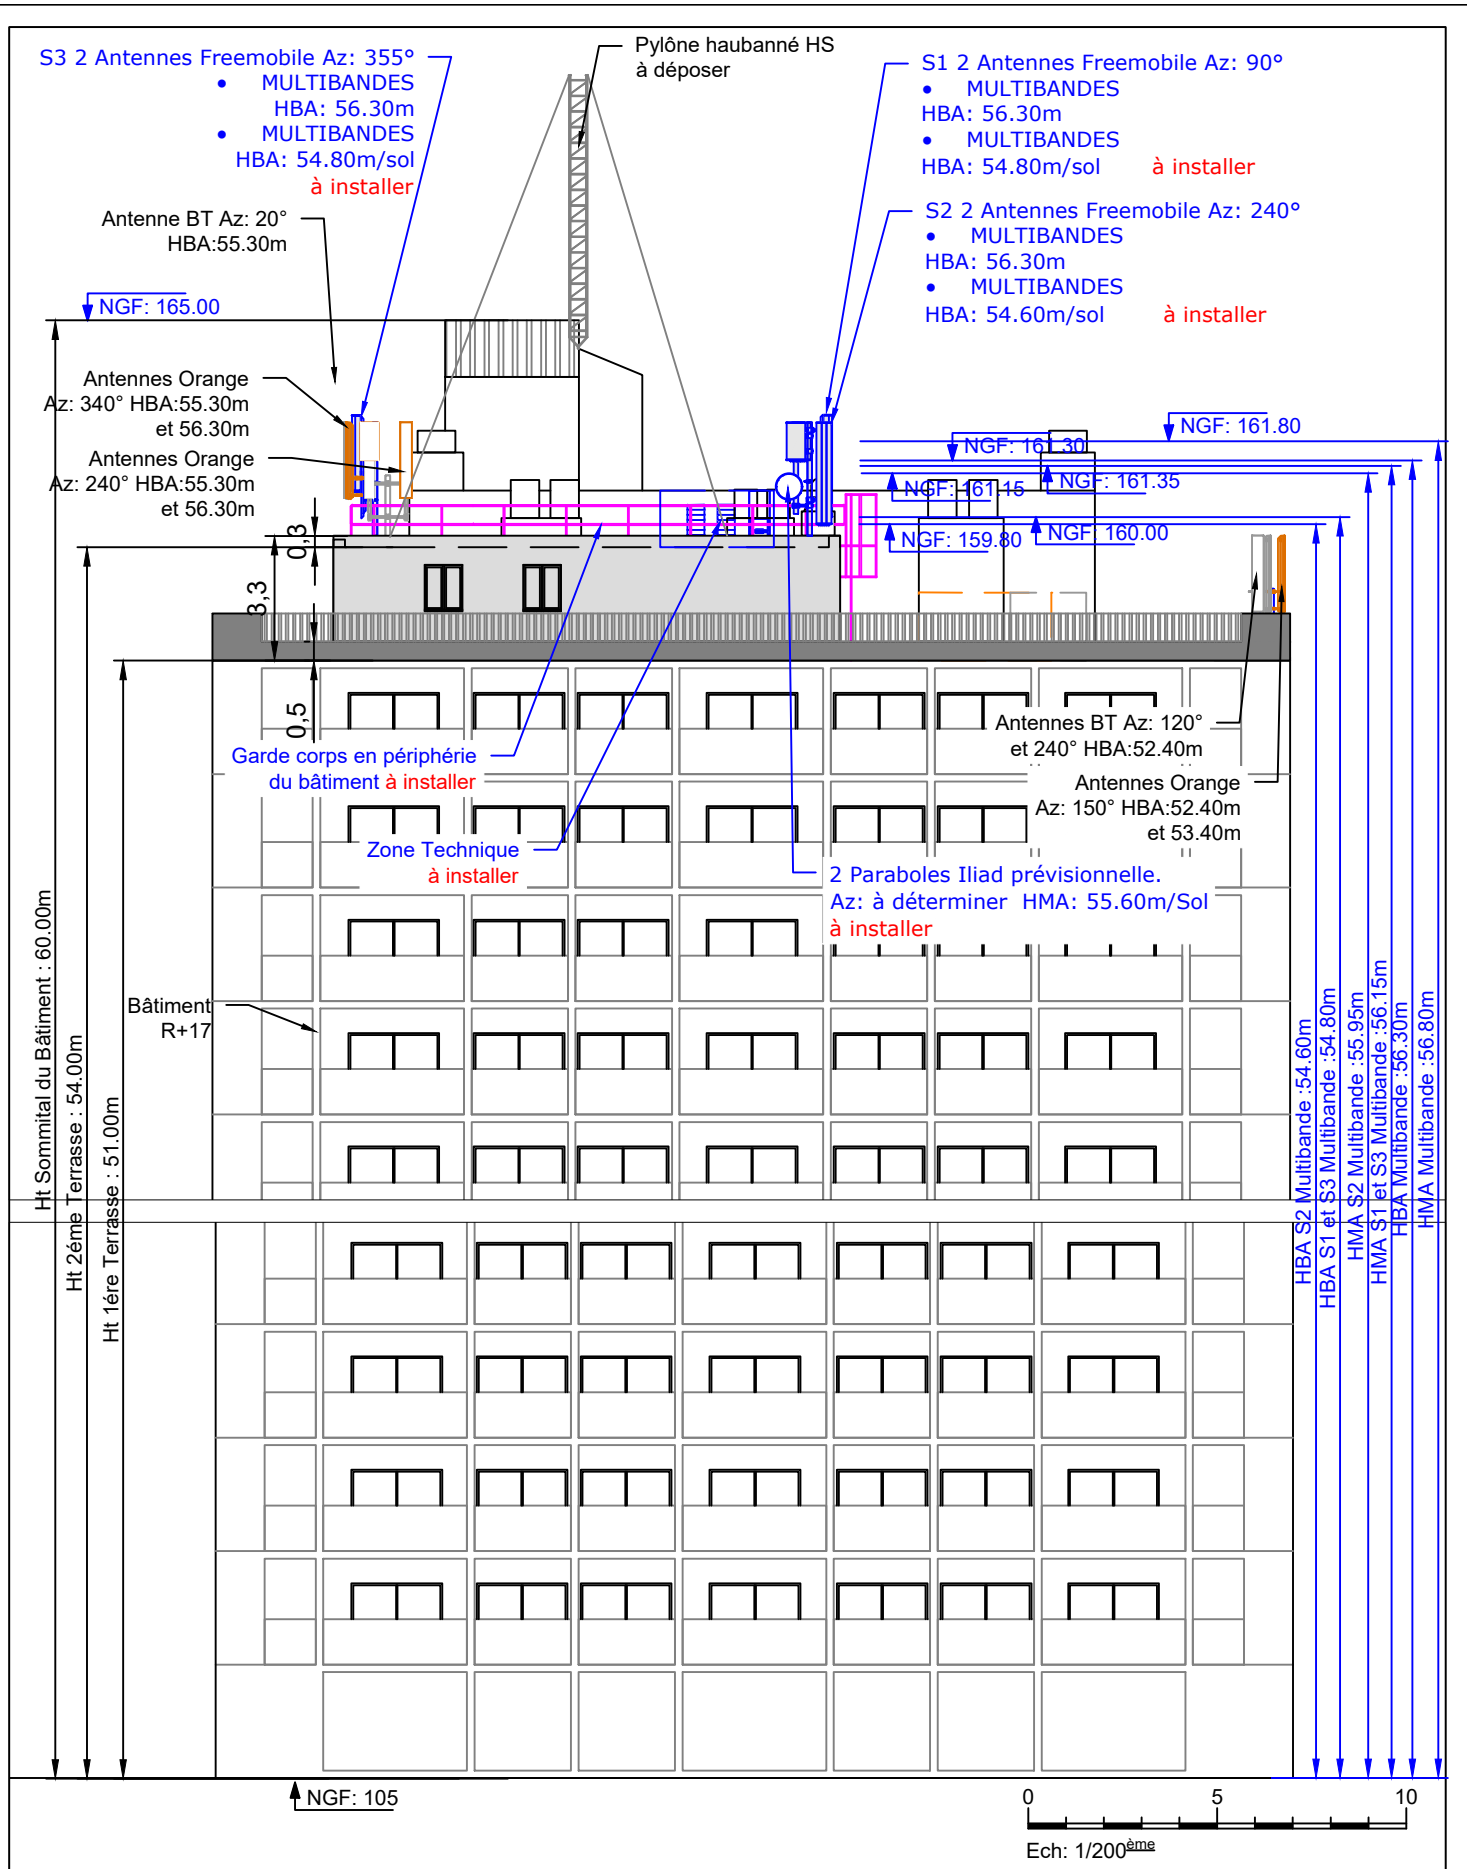 S3 2 Antennes Freemobile Az: 355°
• MULTIBANDES
HBA: 56.30m
• MULTIBANDES
HBA: 54.80m/sol
à installer
Pylône haubanné HS
à déposer
S1 2 Antennes Freemobile Az: 90°
• MULTIBANDES
HBA: 56.30m
• MULTIBANDES
HBA: 54.80m/sol à installer
S2 2 Antennes Freemobile Az: 240°
• MULTIBANDES
HBA: 56.30m
• MULTIBANDES
HBA: 54.60m/sol à installer
Antenne BT Az: 20°
HBA:55.30m
NGF: 165.00
Antennes Orange
Az: 340° HBA:55.30m
et 56.30m
Antennes Orange
Az: 240° HBA:55.30m
et 56.30m
NGF: 161.80
NGF: 161.30
NGF: 161.15
NGF: 161.35
NGF: 159.80
NGF: 160.00
0,3
3,3
0,5
Garde corps en périphérie
du bâtiment à installer
Zone Technique
à installer
Antennes BT Az: 120°
et 240° HBA:52.40m
Antennes Orange
Az: 150° HBA:52.40m
et 53.40m
2 Paraboles Iliad prévisionnelle.
Az: à déterminer HMA: 55.60m/Sol
à installer
Bâtiment
R+17
Ht Sommital du Bâtiment : 60.00m
Ht 2éme Terrasse : 54.00m
Ht 1ére Terrasse : 51.00m
HBA S2 Multibande :54.60m
HBA S1 et S3 Multibande :54.80m
HMA S2 Multibande :55.95m
HMA S1 et S3 Multibande :56.15m
HBA Multibande :56.30m
HMA Multibande :56.80m
NGF: 105
0 5 10
Ech: 1/200ème